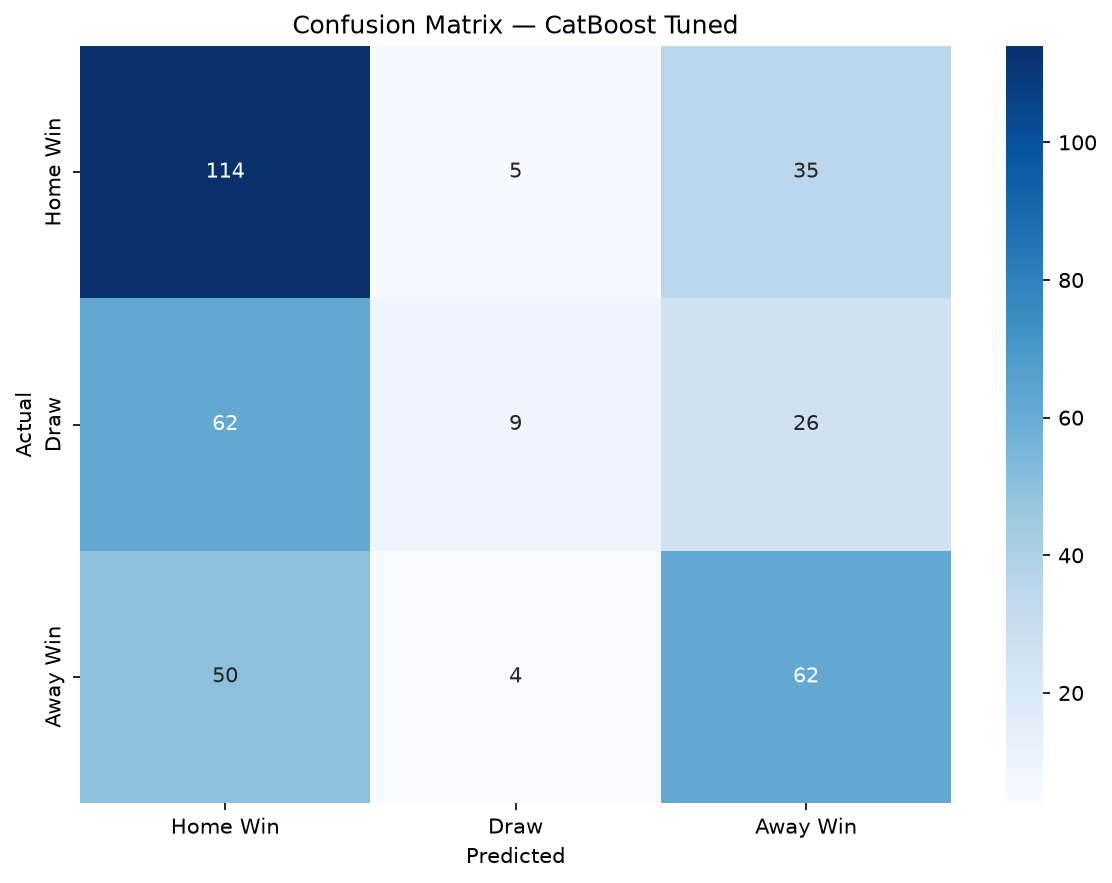 Confusion Matrix — CatBoost Tuned
Actual
Home Win
114 5 35
Draw
62 9 26
Away Win
50 4 62
Home Win Draw Away Win
Predicted
100
80
60
40
20